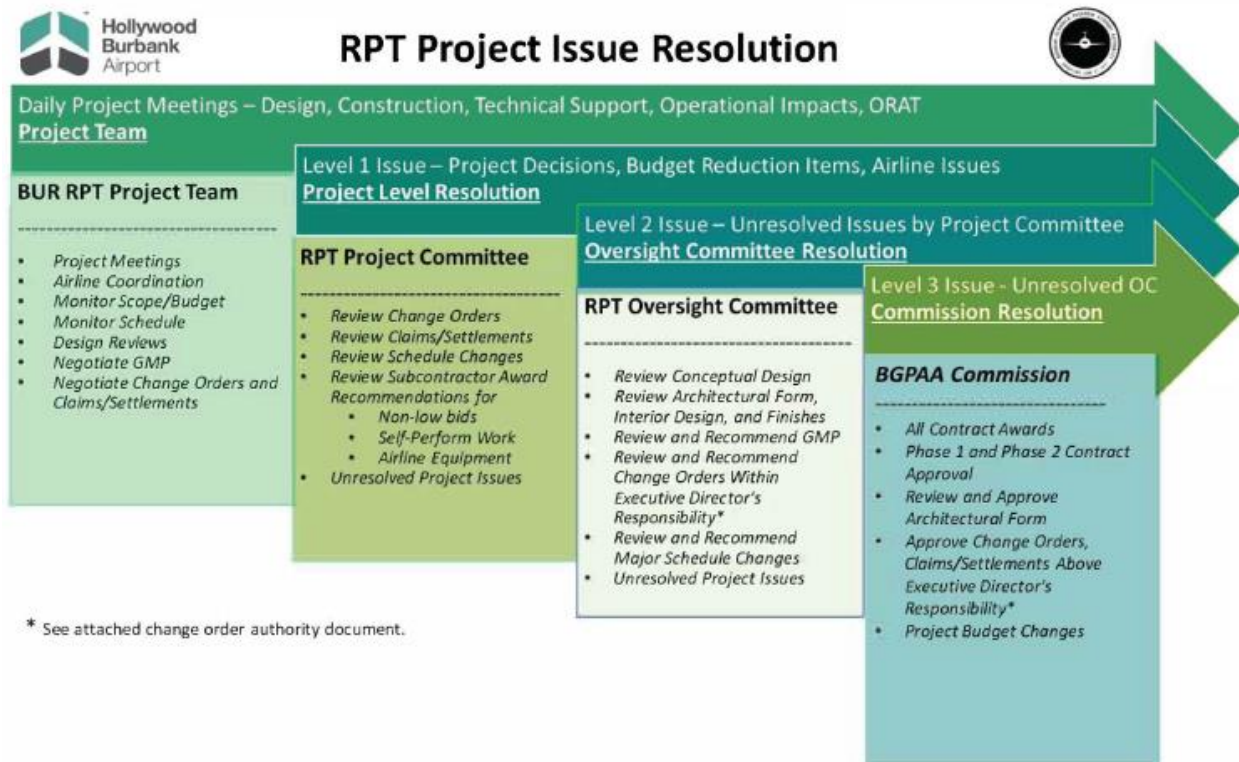 Hollywood
Burbank
Airport
RPT Project Issue Resolution
Daily Project Meetings – Design, Construction, Technical Support, Operational Impacts, ORAT
Project Team
Level 1 Issue – Project Decisions, Budget Reduction Items, Airline Issues
Project Level Resolution
Level 2 Issue – Unresolved Issues by Project Committee
Oversight Committee Resolution
Level 3 Issue - Unresolved OC
Commission Resolution
BUR RPT Project Team
------------------------------------
• Project Meetings
• Airline Coordination
• Monitor Scope/Budget
• Monitor Schedule
• Design Reviews
• Negotiate GMP
• Negotiate Change Orders and
Claims/Settlements
RPT Project Committee
------------------------------------
• Review Change Orders
• Review Claims/Settlements
• Review Schedule Changes
• Review Subcontractor Award
Recommendations for
• Non-low bids
• Self-Perform Work
• Airline Equipment
• Unresolved Project Issues
RPT Oversight Committee
-------------------------------------
• Review Conceptual Design
• Review Architectural Form,
Interior Design, and Finishes
• Review and Recommend GMP
• Review and Recommend
Change Orders Within
Executive Director's
Responsibility*
• Review and Recommend
Major Schedule Changes
• Unresolved Project Issues
BGPAA Commission
--------------------------------
• All Contract Awards
• Phase 1 and Phase 2 Contract
Approval
• Review and Approve
Architectural Form
• Approve Change Orders,
Claims/Settlements Above
Executive Director's
Responsibility*
• Project Budget Changes
* See attached change order authority document.